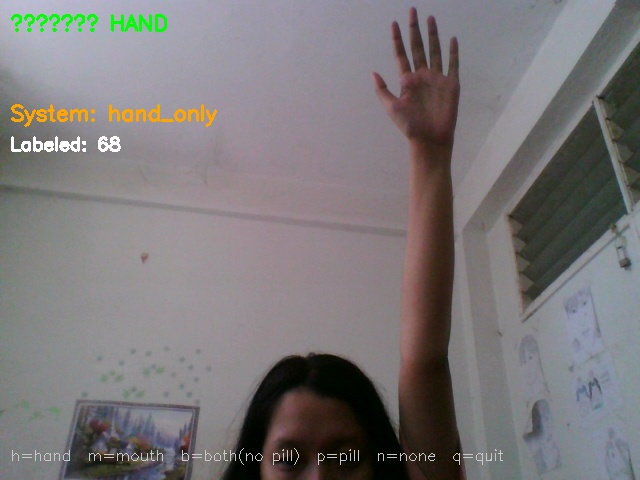 ??????? HAND
System: hand_only
Labeled: 68
h=hand m=mouth b=both(no pill) p=pill n=none q=quit